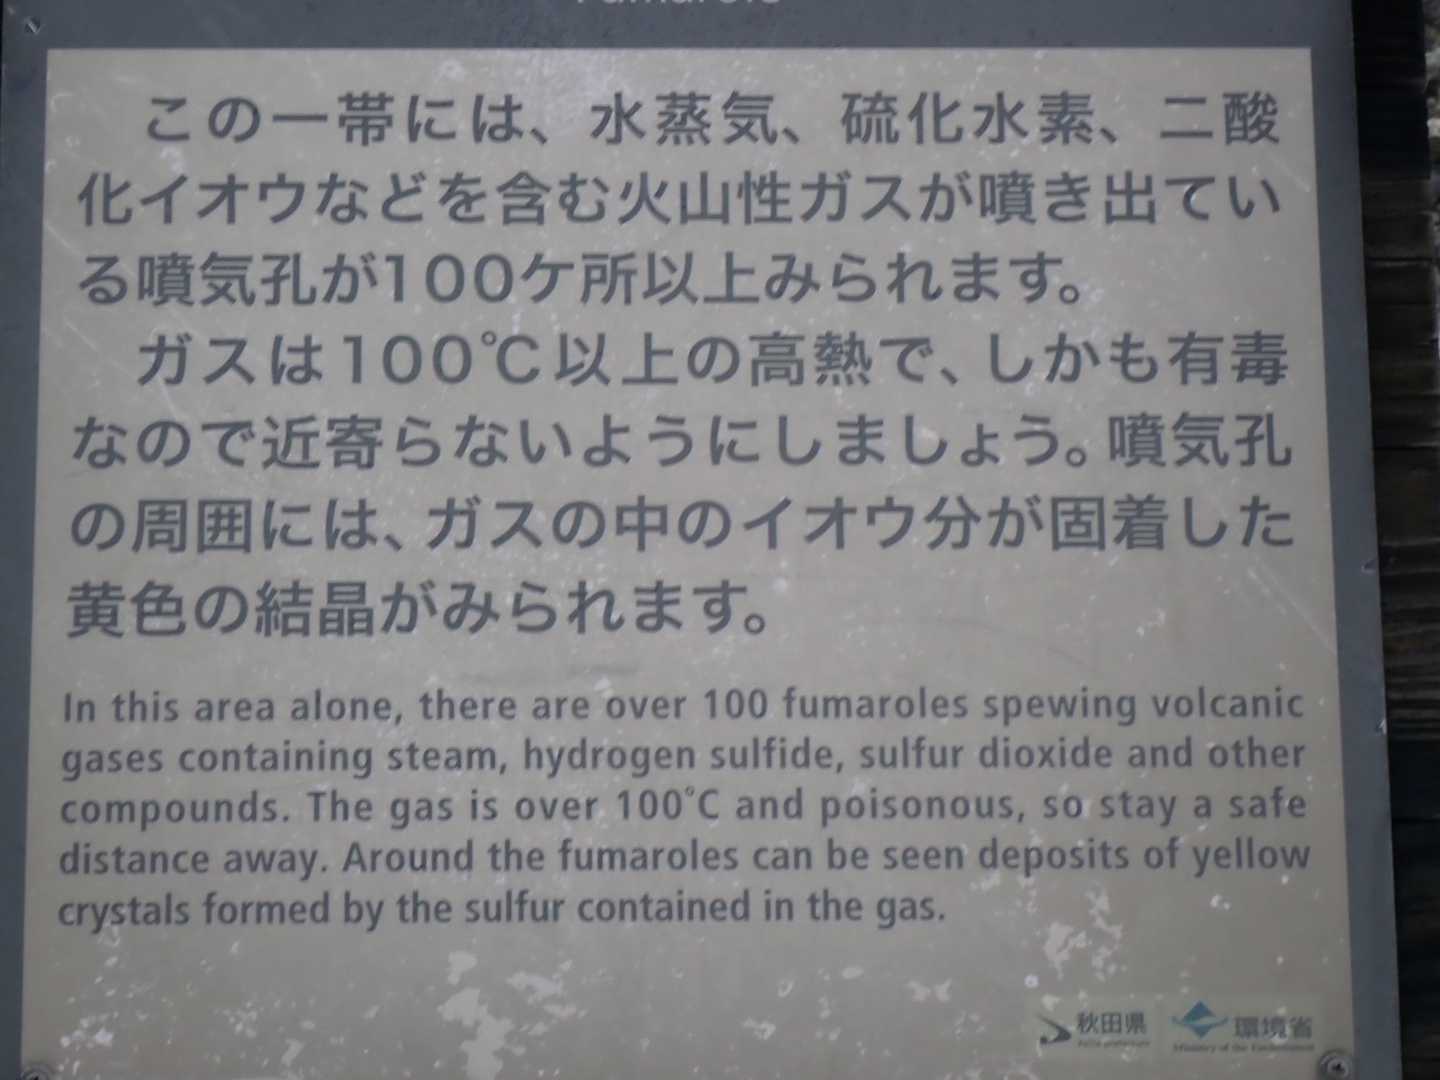 Fumarole
この一帯には、水蒸気、硫化水素、二酸
化イオウなどを含む火山性ガスが噴き出てい
る噴気孔が100ケ所以上みられます。
ガスは100℃以上の高熱で、しかも有毒
なので近寄らないようにしましょう。噴気孔
の周囲には、ガスの中のイオウ分が固着した
黄色の結晶がみられます。
In this area alone, there are over 100 fumaroles spewing volcanic
gases containing steam, hydrogen sulfide, sulfur dioxide and other
compounds. The gas is over 100°C and poisonous, so stay a safe
distance away. Around the fumaroles can be seen deposits of yellow
crystals formed by the sulfur contained in the gas.
秋田県 環境省
Akita prefecture Ministry of the Environment